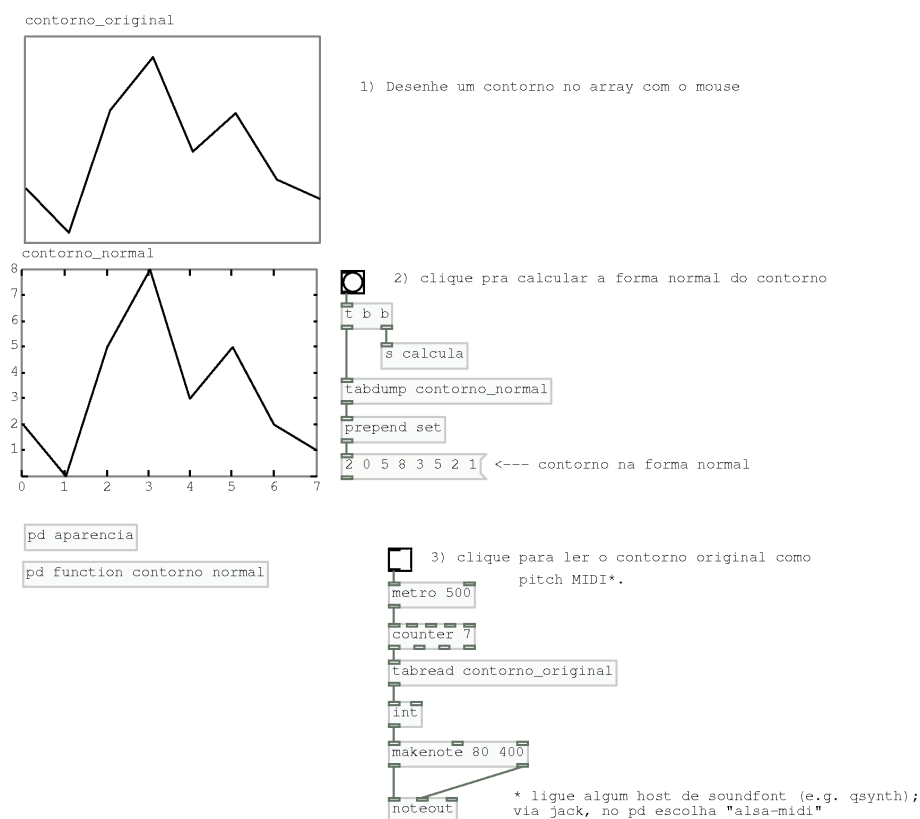 contorno_original
1) Desenhe um contorno no array com o mouse
contorno_normal
8
7
6
5
4
3
2
1
0 1 2 3 4 5 6 7
2) clique pra calcular a forma normal do contorno
t b b
s calcula
tabdump contorno_normal
prepend set
2 0 5 8 3 5 2 1
<--- contorno na forma normal
pd aparencia
pd function contorno normal
3) clique para ler o contorno original como
pitch MIDI*.
metro 500
counter 7
tabread contorno_original
int
makenote 80 400
noteout
* ligue algum host de soundfont (e.g. qsynth);
via jack, no pd escolha "alsa-midi"